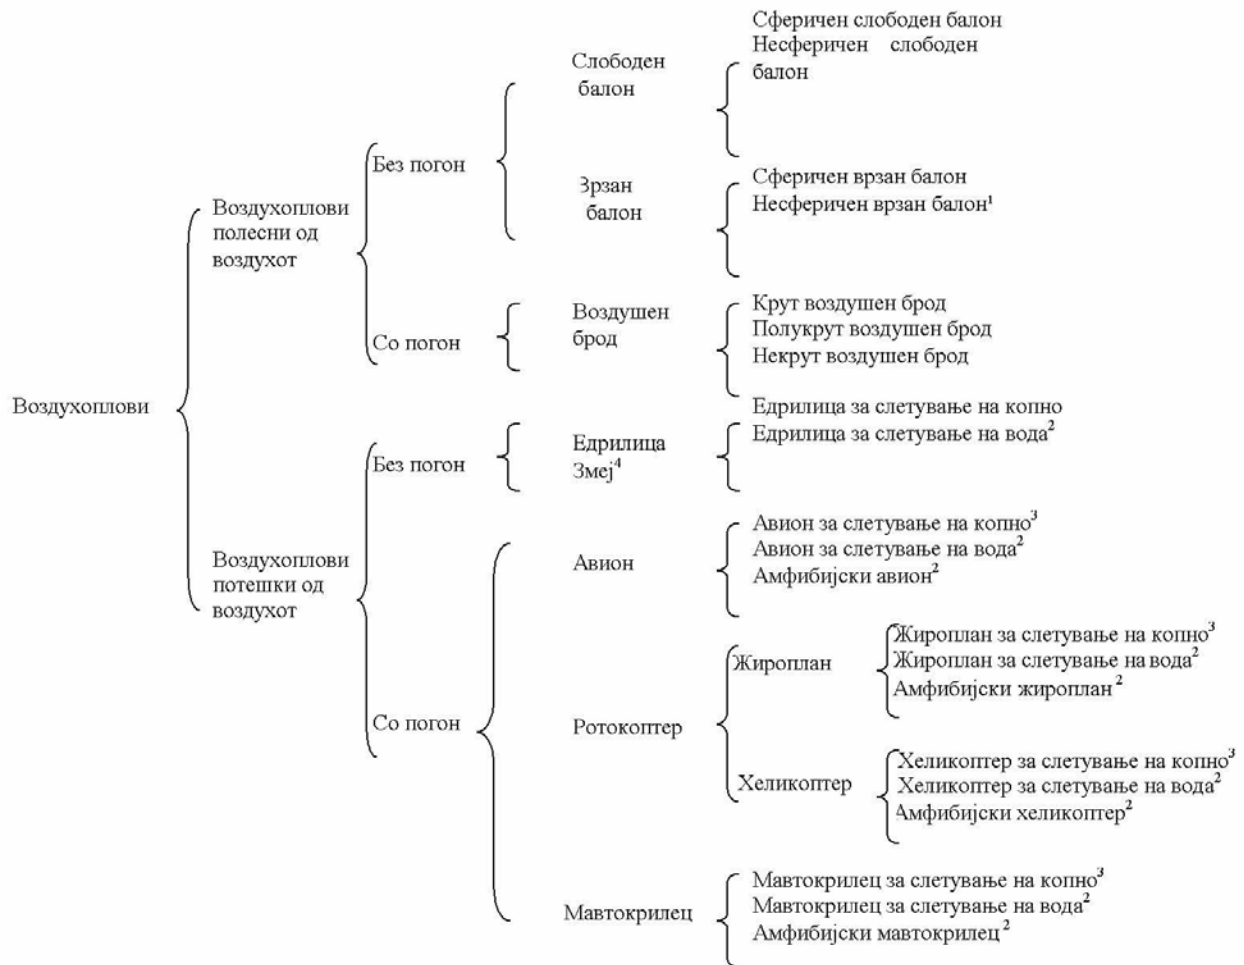 Воздухоплови
Воздухоплови
полесни од
воздухот
Без погон
Слободен
балон
Сферичен слободен балон
Несферичен слободен
балон
Врзан
балон
Сферичен врзан балон
Несферичен врзан балон¹
Со погон
Воздушен
брод
Крут воздушен брод
Полукрут воздушен брод
Некрут воздушен брод
Воздухоплови
потешки од
воздухот
Без погон
Едрилица
Змеј⁴
Едрилица за слетување на копно
Едрилица за слетување на вода²
Со погон
Авион
Авион за слетување на копно³
Авион за слетување на вода²
Амфибијски авион²
Ротокоптер
Жироплан
Жироплан за слетување на копно³
Жироплан за слетување на вода²
Амфибијски жироплан²
Хеликоптер
Хеликоптер за слетување на копно³
Хеликоптер за слетување на вода²
Амфибијски хеликоптер²
Мавтокрилец
Мавтокрилец за слетување на копно³
Мавтокрилец за слетување на вода²
Амфибијски мавтокрилец²